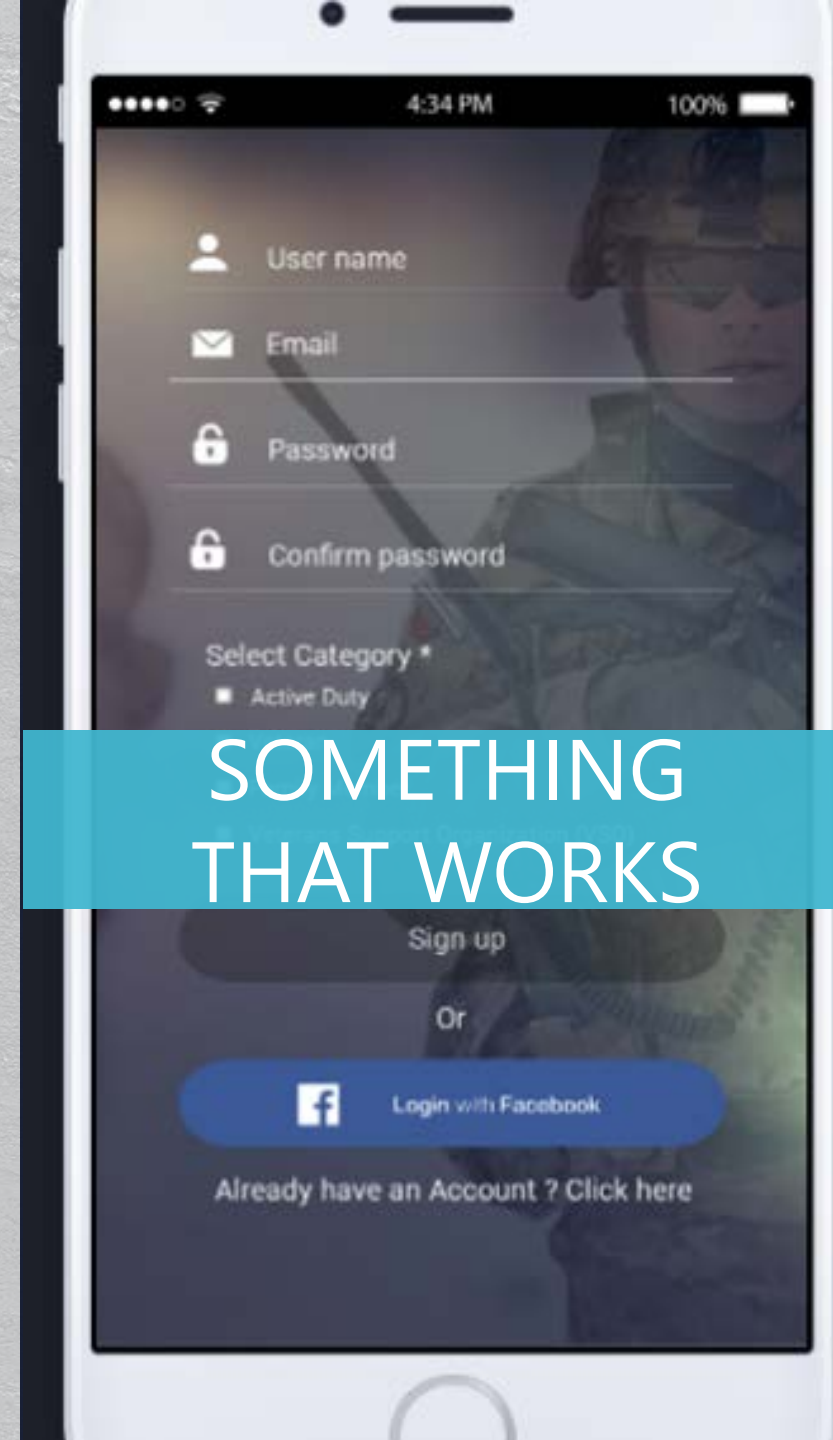 4:34 PM 100%
User name
Email
Password
Confirm password
Select Category *
Active Duty
SOMETHING
THAT WORKS
Sign up
Or
Login with Facebook
Already have an Account ? Click here